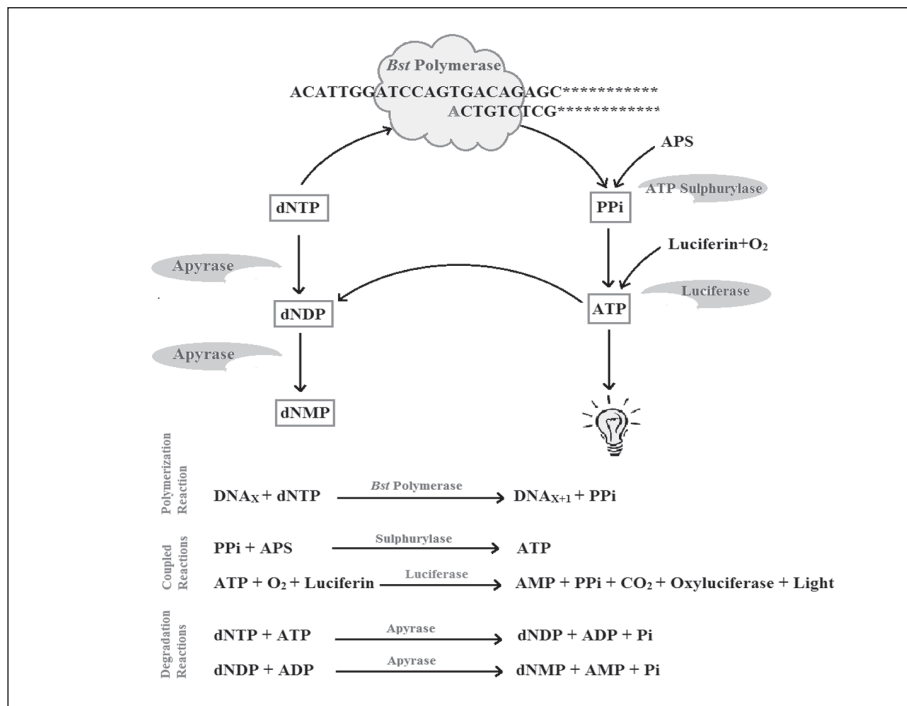 Bst Polymerase
ACATTGGATCCAGTGACAGAGC***********
ACTGTCTCG************
APS
ATP Sulphurylase
dNTP
PPi
Luciferin+O₂
Apyrase
Luciferase
dNDP
ATP
Apyrase
dNMP
Polymerization
Reaction
Bst Polymerase
DNAX + dNTP
DNAX+1 + PPi
Coupled
Reactions
Sulphurylase
PPi + APS
ATP
Luciferase
ATP + O₂ + Luciferin
AMP + PPi + CO₂ + Oxyluciferase + Light
Degradation
Reactions
Apyrase
dNTP + ATP
dNDP + ADP + Pi
Apyrase
dNDP + ADP
dNMP + AMP + Pi